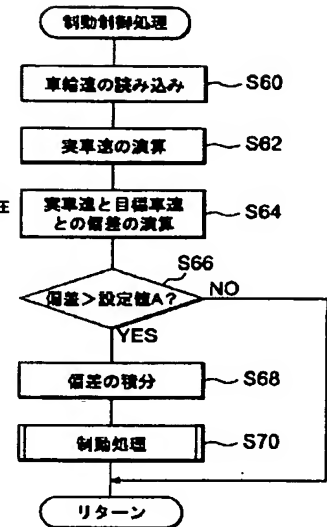 制動制御処理
車輪速の読み込み
S60
実車速の演算
S62
実車速と目標車速
との偏差の演算
S64
在
S66
偏差>設定値A?
NO
YES
偏差の積分
S68
制動処理
S70
リターン